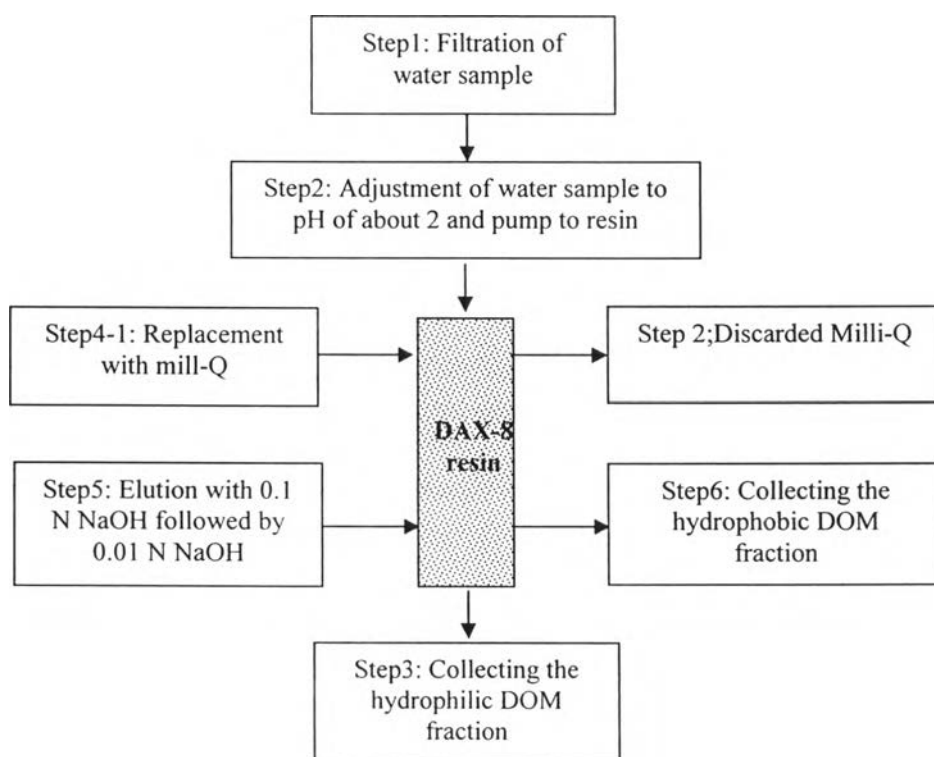 Step1: Filtration of
water sample
Step2: Adjustment of water sample to
pH of about 2 and pump to resin
Step4-1: Replacement
with mill-Q
Step 2;Discarded Milli-Q
DAX-8
resin
Step5: Elution with 0.1
N NaOH followed by
0.01 N NaOH
Step6: Collecting the
hydrophobic DOM
fraction
Step3: Collecting the
hydrophilic DOM
fraction